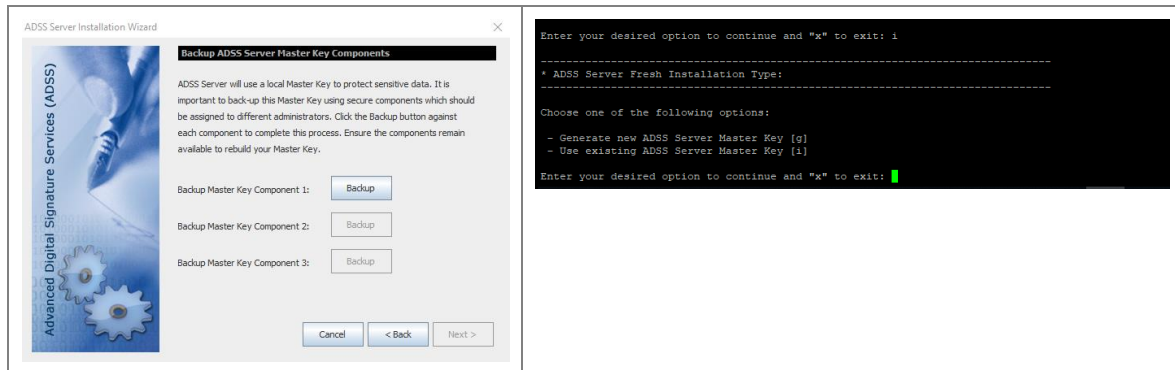 ADSS Server Installation Wizard
Advanced Digital Signature Services (ADSS)
Backup ADSS Server Master Key Components
ADSS Server will use a local Master Key to protect sensitive data. It is
important to back-up this Master Key using secure components which should
be assigned to different administrators. Click the Backup button against
each component to complete this process. Ensure the components remain
available to rebuild your Master Key.
Backup Master Key Component 1: Backup
Backup Master Key Component 2: Backup
Backup Master Key Component 3: Backup
Cancel < Back Next >
Enter your desired option to continue and "x" to exit: i
--------------------------------------------------------------------------------
* ADSS Server Fresh Installation Type:
--------------------------------------------------------------------------------
Choose one of the following options:
- Generate new ADSS Server Master Key [g]
- Use existing ADSS Server Master Key [i]
Enter your desired option to continue and "x" to exit: